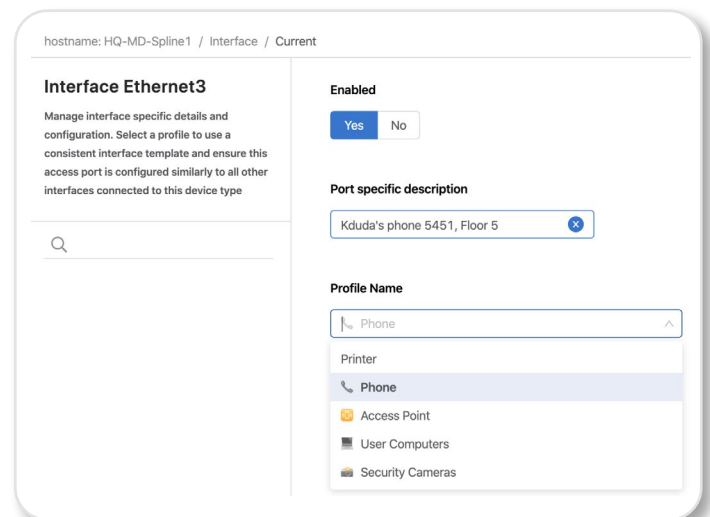 hostname: HQ-MD-Spline1 / Interface / Current
Interface Ethernet3
Manage interface specific details and
configuration. Select a profile to use a
consistent interface template and ensure this
access port is configured similarly to all other
interfaces connected to this device type
Enabled
Yes No
Port specific description
Kduda's phone 5451, Floor 5
Profile Name
Phone
Printer
Phone
Access Point
User Computers
Security Cameras